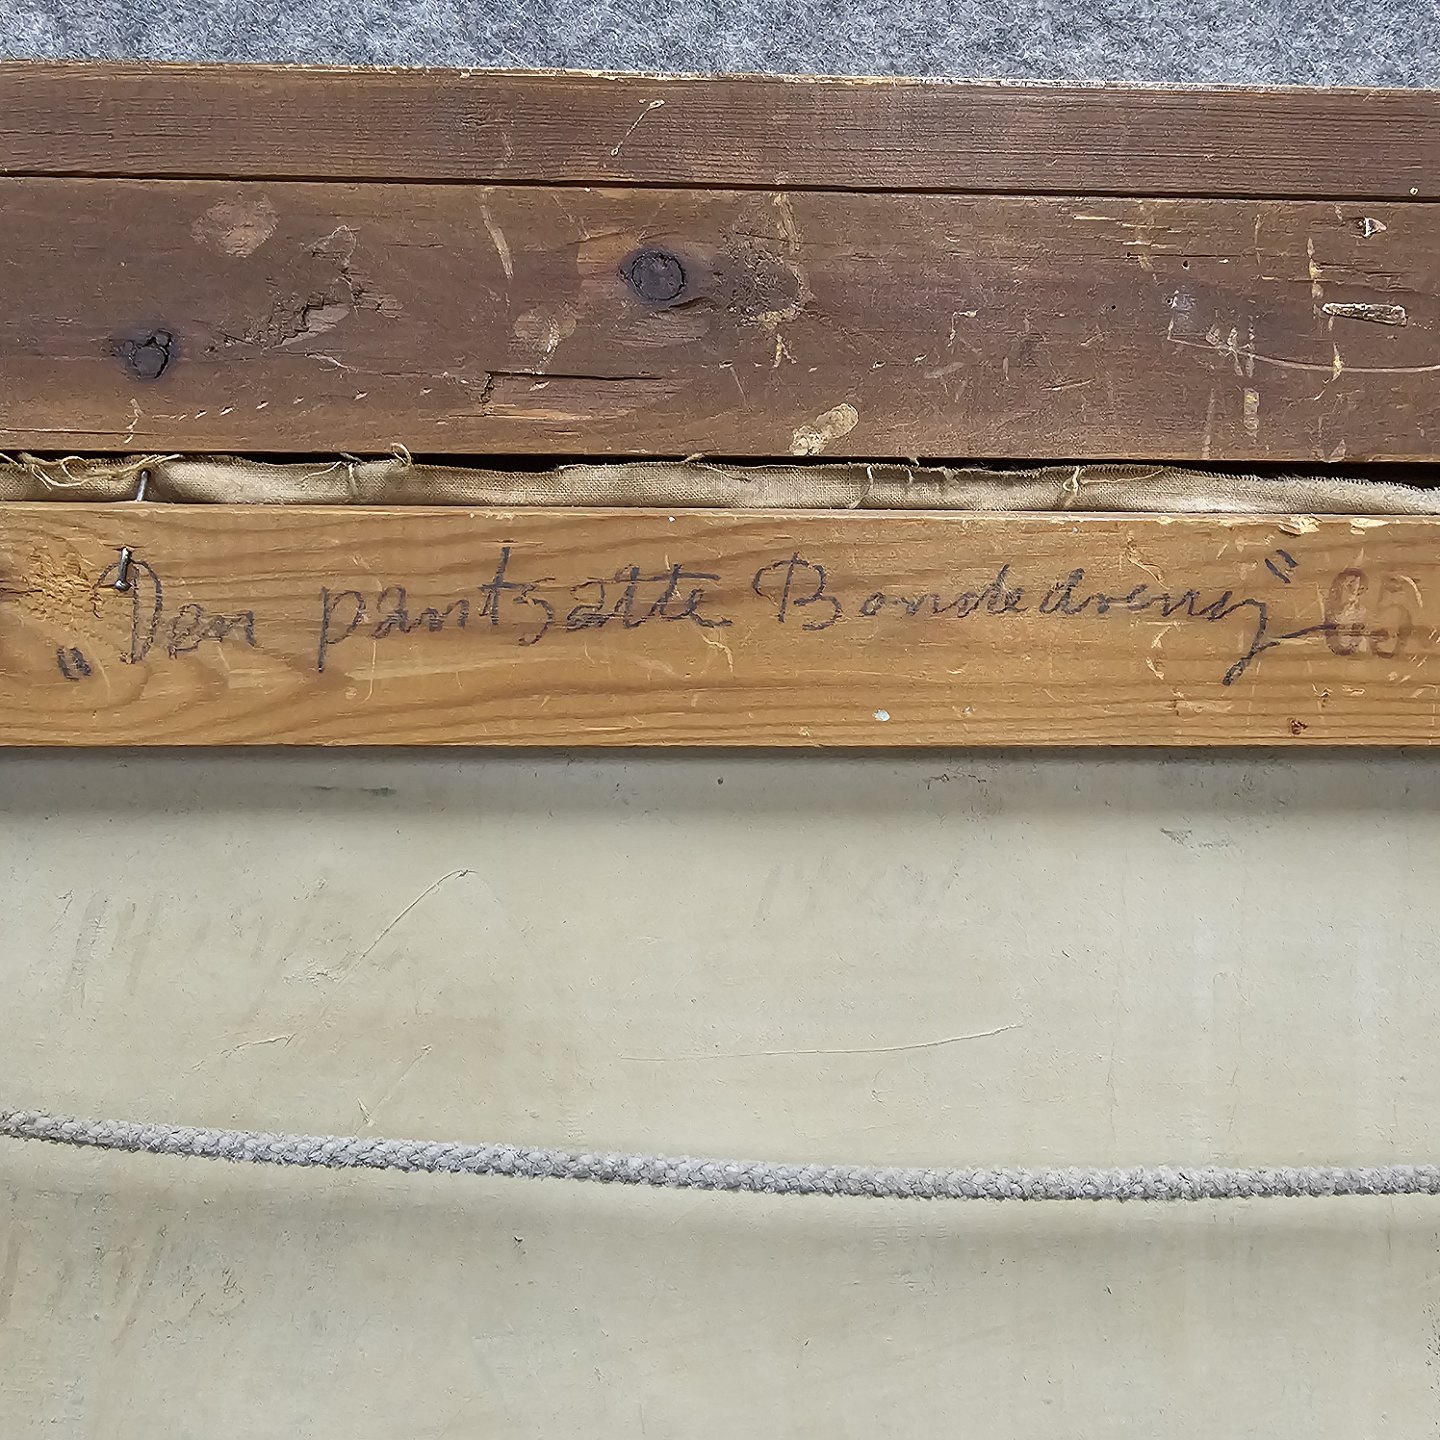 „Den pantsatte Bondedreng” 65